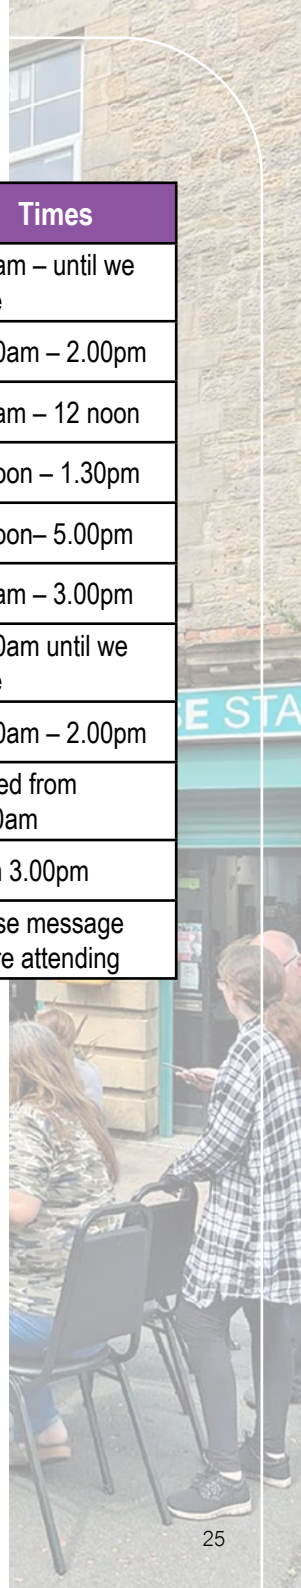 Times
am – until we
e
0am – 2.00pm
am – 12 noon
oon – 1.30pm
oon– 5.00pm
am – 3.00pm
0am until we
e
E STA
0am – 2.00pm
ed from
0am
n 3.00pm
se message
re attending
25